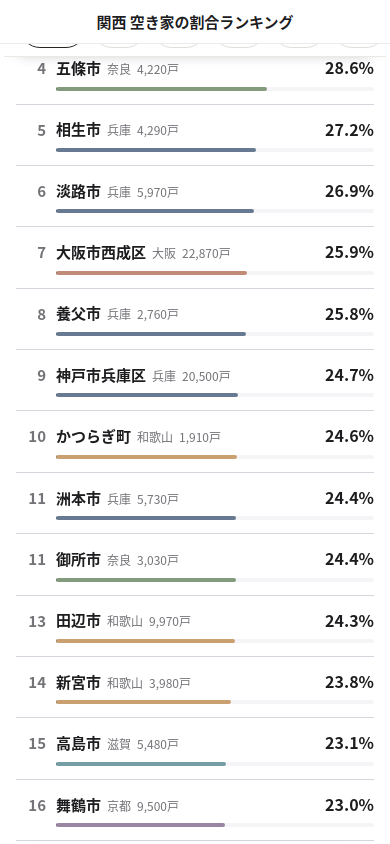 関西 空き家の割合ランキング
4 五條市 奈良 4,220戸 28.6%
5 相生市 兵庫 4,290戸 27.2%
6 淡路市 兵庫 5,970戸 26.9%
7 大阪市西成区 大阪 22,870戸 25.9%
8 養父市 兵庫 2,760戸 25.8%
9 神戸市兵庫区 兵庫 20,500戸 24.7%
10 かつらぎ町 和歌山 1,910戸 24.6%
11 洲本市 兵庫 5,730戸 24.4%
11 御所市 奈良 3,030戸 24.4%
13 田辺市 和歌山 9,970戸 24.3%
14 新宮市 和歌山 3,980戸 23.8%
15 高島市 滋賀 5,480戸 23.1%
16 舞鶴市 京都 9,500戸 23.0%